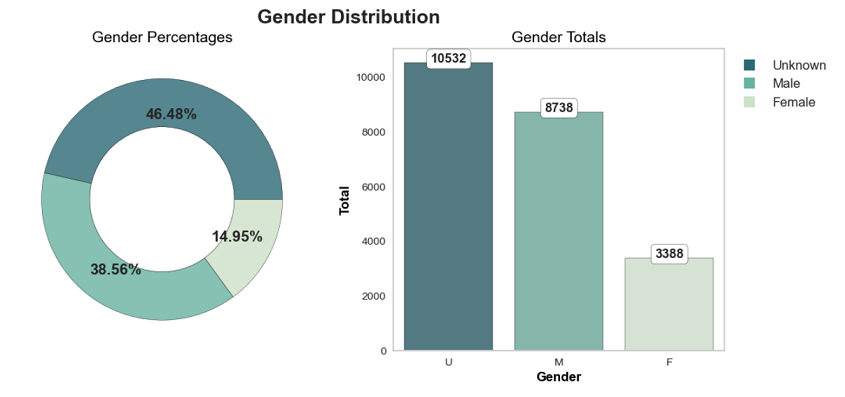 Gender Distribution
Gender Percentages
46.48%
14.95%
38.56%
Gender Totals
10532
8738
3388
Total
10000
8000
6000
4000
2000
0
U
M
F
Gender
Unknown
Male
Female